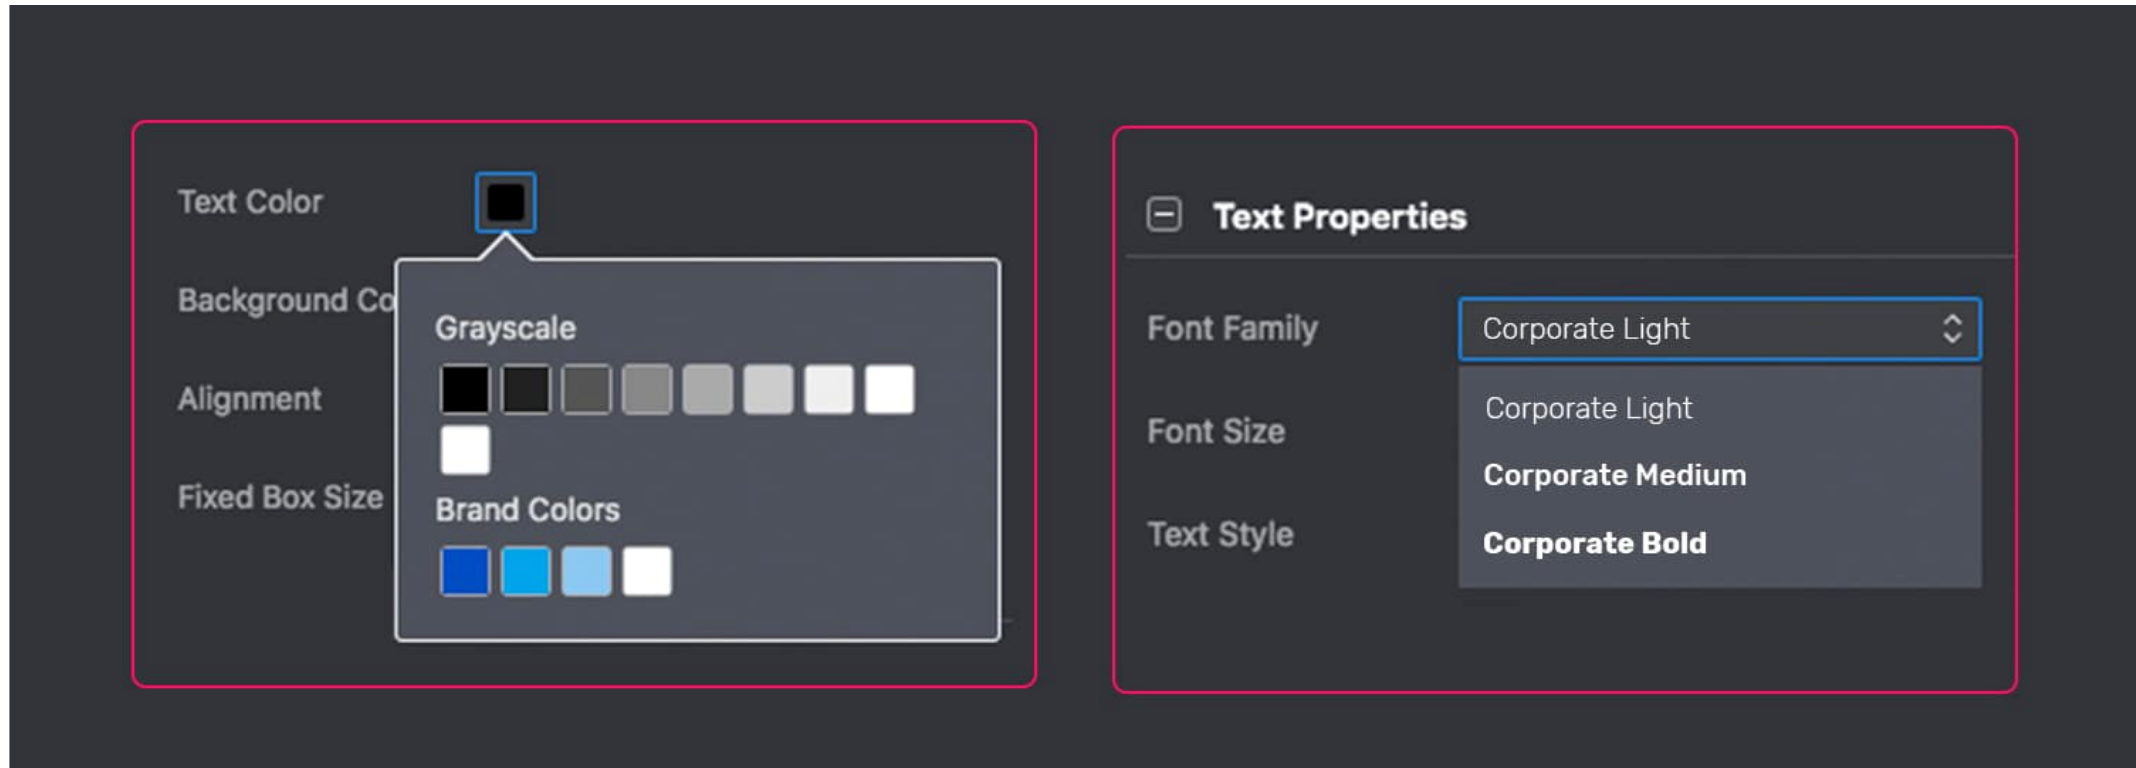 Text Color
Background Co
Alignment
Fixed Box Size
Grayscale
Brand Colors
Text Properties
Font Family
Corporate Light
Font Size
Text Style
Corporate Light
Corporate Medium
Corporate Bold